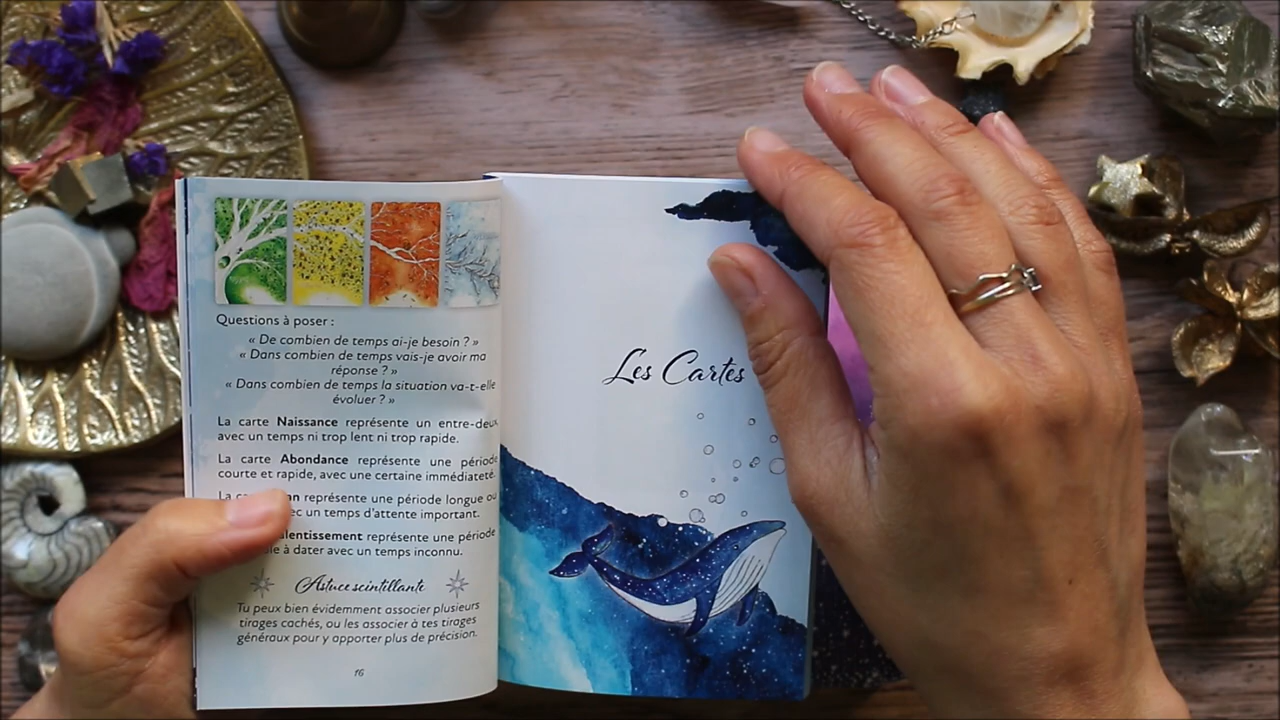 Questions à poser :
« De combien de temps ai-je besoin ? »
« Dans combien de temps vais-je avoir ma
réponse ? »
« Dans combien de temps la situation va-t-elle
évoluer ? »
La carte Naissance représente un entre-deux
avec un temps ni trop lent ni trop rapide.
La carte Abondance représente une période
courte et rapide, avec une certaine immédiateté.
La représente une période longue ou
un temps d'attente important.
représente une période
à dater avec un temps inconnu.
Astuce scintillante
Tu peux bien évidemment associer plusieurs
tirages cachés, ou les associer à tes tirages
généraux pour y apporter plus de précision.
16
Les Cartes